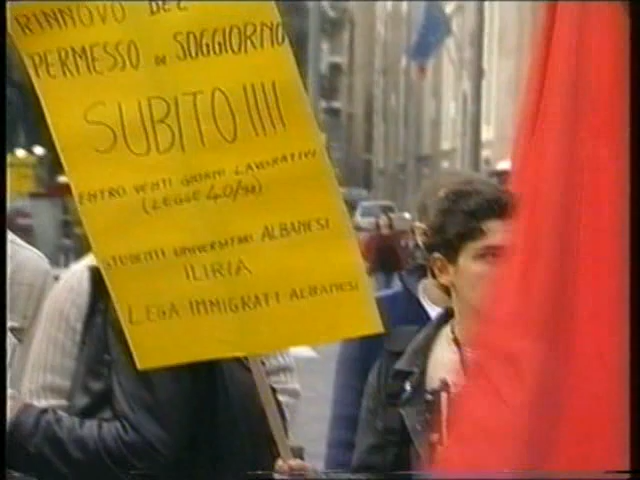 RINNOVO DEL
PERMESSO DI SOGGIORNO
SUBITO!!!!
ENTRO VENTI GIORNI LAVORATIVI
(LEGGE 40/98)
STUDENTI UNIVERSITARI ALBANESI
ILIRIA
LEGA IMMIGRATI ALBANESI